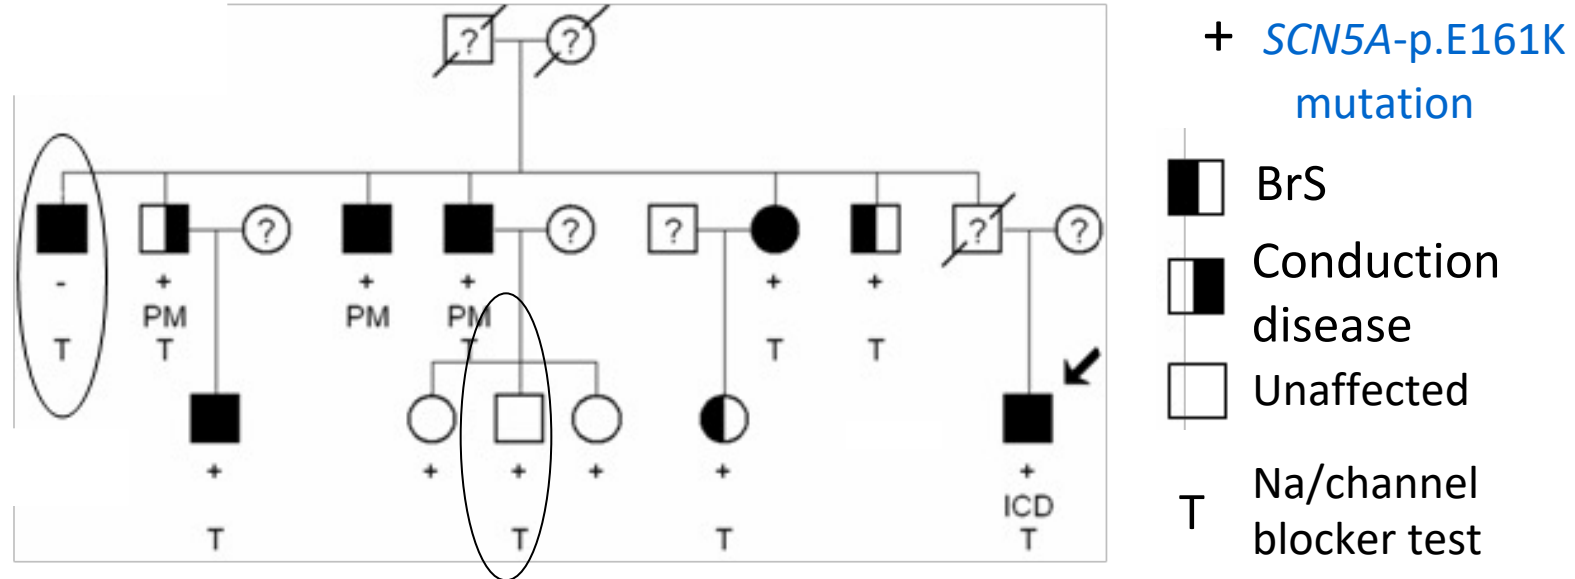 ? ?
? ? ? ? ?
- + + + + +
PM PM PM
T T T T T
+ + + + + +
ICD
T T T T
+ SCN5A-p.E161K
mutation
BrS
Conduction
disease
Unaffected
T Na/channel
blocker test